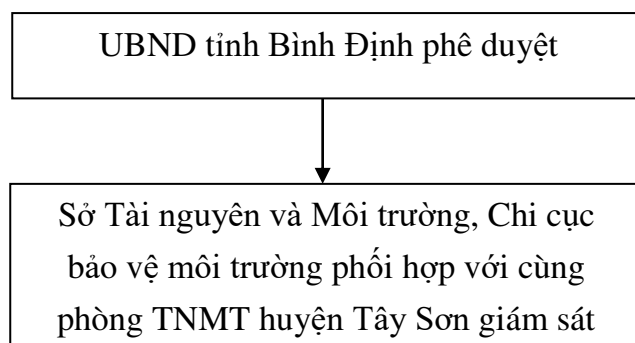 UBND tỉnh Bình Định phê duyệt
Sở Tài nguyên và Môi trường, Chi cục
bảo vệ môi trường phối hợp với cùng
phòng TNMT huyện Tây Sơn giám sát